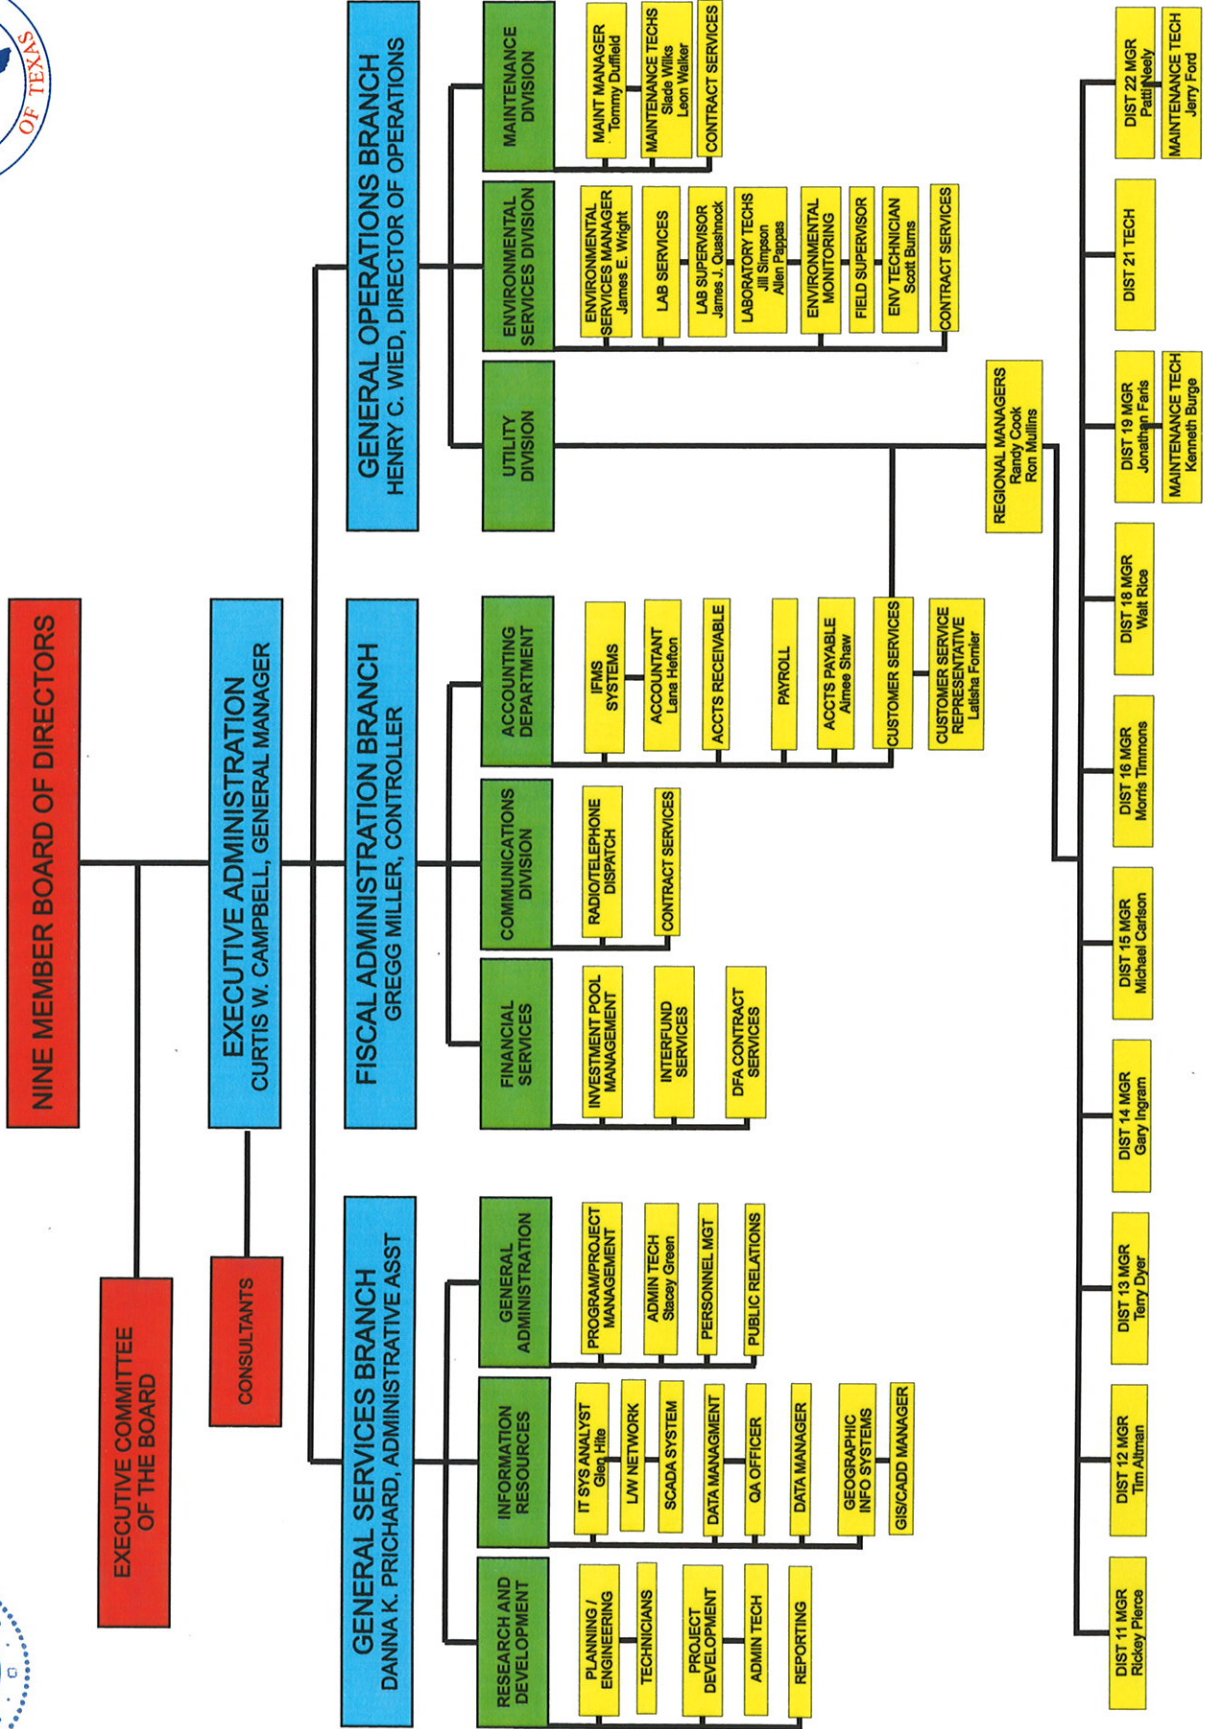 OF TEXAS
NINE MEMBER BOARD OF DIRECTORS
EXECUTIVE COMMITTEE
OF THE BOARD
EXECUTIVE ADMINISTRATION
CURTIS W. CAMPBELL, GENERAL MANAGER
CONSULTANTS
GENERAL SERVICES BRANCH
DANNA K. PRICHARD, ADMINISTRATIVE ASST
FISCAL ADMINISTRATION BRANCH
GREGG MILLER, CONTROLLER
GENERAL OPERATIONS BRANCH
HENRY C. WIED, DIRECTOR OF OPERATIONS
RESEARCH AND
DEVELOPMENT
PLANNING /
ENGINEERING
TECHNICIANS
PROJECT
DEVELOPMENT
ADMIN TECH
REPORTING
INFORMATION
RESOURCES
IT SYS ANALYST
Glen Hite
L/W NETWORK
SCADA SYSTEM
DATA MANAGMENT
QA OFFICER
DATA MANAGER
GEOGRAPHIC
INFO SYSTEMS
GIS/CADD MANAGER
GENERAL
ADMINISTRATION
PROGRAM/PROJECT
MANAGEMENT
ADMIN TECH
Stacey Green
PERSONNEL MGT
PUBLIC RELATIONS
FINANCIAL
SERVICES
INVESTMENT POOL
MANAGEMENT
INTERFUND
SERVICES
DFA CONTRACT
SERVICES
COMMUNICATIONS
DIVISION
RADIO/TELEPHONE
DISPATCH
CONTRACT SERVICES
ACCOUNTING
DEPARTMENT
IFMS
SYSTEMS
ACCOUNTANT
Lana Hefton
ACCTS RECEIVABLE
PAYROLL
ACCTS PAYABLE
Aimee Shaw
CUSTOMER SERVICES
CUSTOMER SERVICE
REPRESENTATIVE
Latisha Fornier
UTILITY
DIVISION
ENVIRONMENTAL
SERVICES DIVISION
ENVIRONMENTAL
SERVICES MANAGER
James E. Wright
LAB SERVICES
LAB SUPERVISOR
James J. Quashnock
LABORATORY TECHS
Jill Simpson
Allen Pappas
ENVIRONMENTAL
MONITORING
FIELD SUPERVISOR
ENV TECHNICIAN
Scott Burns
CONTRACT SERVICES
MAINTENANCE
DIVISION
MAINT MANAGER
Tommy Duffield
MAINTENANCE TECHS
Slade Wilks
Leon Walker
CONTRACT SERVICES
REGIONAL MANAGERS
Randy Cook
Ron Mullins
DIST 11 MGR
Rickey Pierce
DIST 12 MGR
Tim Altman
DIST 13 MGR
Terry Dyer
DIST 14 MGR
Gary Ingram
DIST 15 MGR
Michael Carlson
DIST 16 MGR
Morris Timmons
DIST 18 MGR
Walt Rice
DIST 19 MGR
Jonathan Faris
MAINTENANCE TECH
Kenneth Burge
DIST 21 TECH
DIST 22 MGR
Patti Neely
MAINTENANCE TECH
Jerry Ford